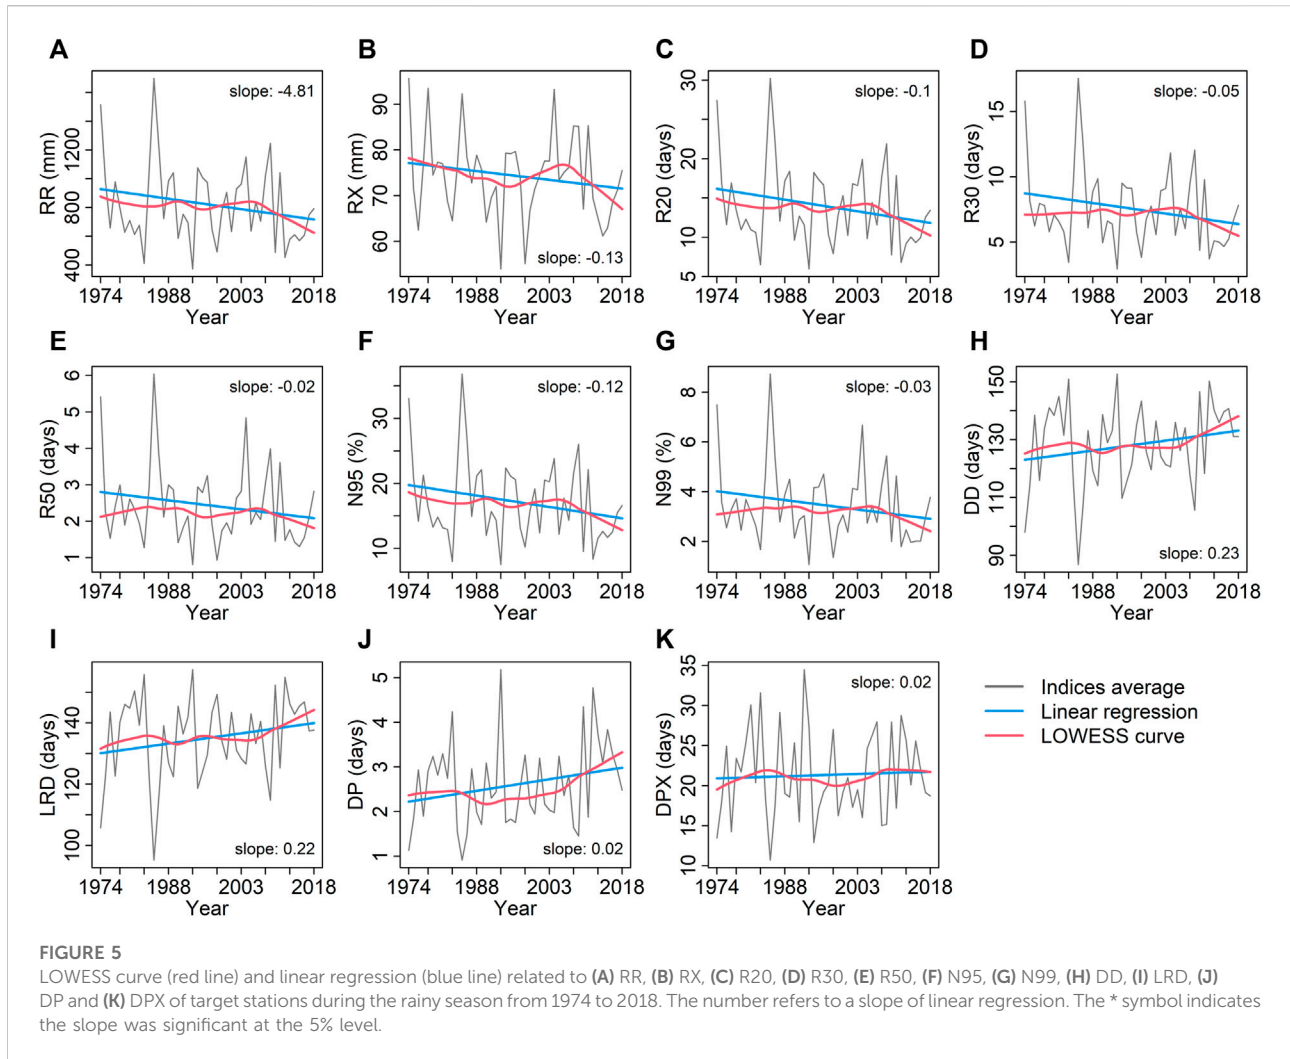 A
slope: -4.81
RR (mm)
400 800 1200
1974 1988 2003 2018
Year
B
slope: -0.13
RX (mm)
60 70 80 90
1974 1988 2003 2018
Year
C
slope: -0.1
R20 (days)
5 10 20 30
1974 1988 2003 2018
Year
D
slope: -0.05
R30 (days)
5 10 15
1974 1988 2003 2018
Year
E
slope: -0.02
R50 (days)
1 2 3 4 5 6
1974 1988 2003 2018
Year
F
slope: -0.12
N95 (%)
10 20 30
1974 1988 2003 2018
Year
G
slope: -0.03
N99 (%)
2 4 6 8
1974 1988 2003 2018
Year
H
slope: 0.23
DD (days)
90 110 130 150
1974 1988 2003 2018
Year
I
slope: 0.22
LRD (days)
100 120 140
1974 1988 2003 2018
Year
J
slope: 0.02
DP (days)
1 2 3 4 5
1974 1988 2003 2018
Year
K
slope: 0.02
DPX (days)
10 15 20 25 30 35
1974 1988 2003 2018
Year
Indices average
Linear regression
LOWESS curve
FIGURE 5
LOWESS curve (red line) and linear regression (blue line) related to (A) RR, (B) RX, (C) R20, (D) R30, (E) R50, (F) N95, (G) N99, (H) DD, (I) LRD, (J)
DP and (K) DPX of target stations during the rainy season from 1974 to 2018. The number refers to a slope of linear regression. The * symbol indicates
the slope was significant at the 5% level.